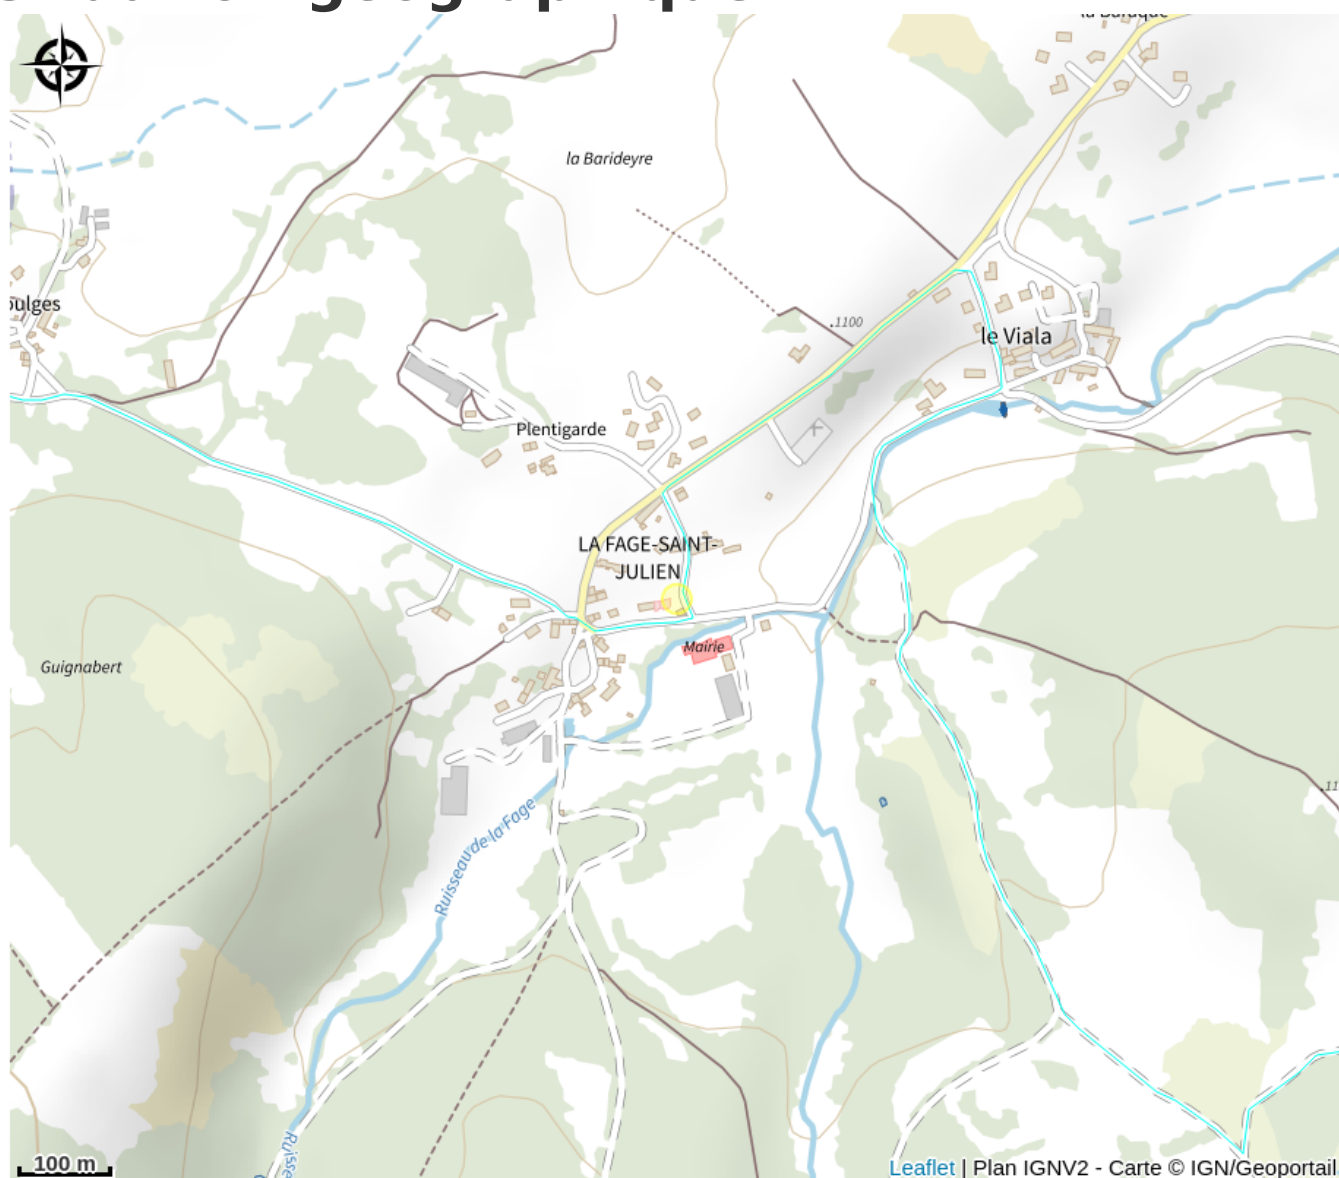 la Barideyre
.1100
le Viala
Plentigarde
LA FAGE-SAINT-
JULIEN
Mairie
Guignabert
Ruisseau de la Fage
100 m
Leaflet | Plan IGNV2 - Carte © IGN/Geoportail